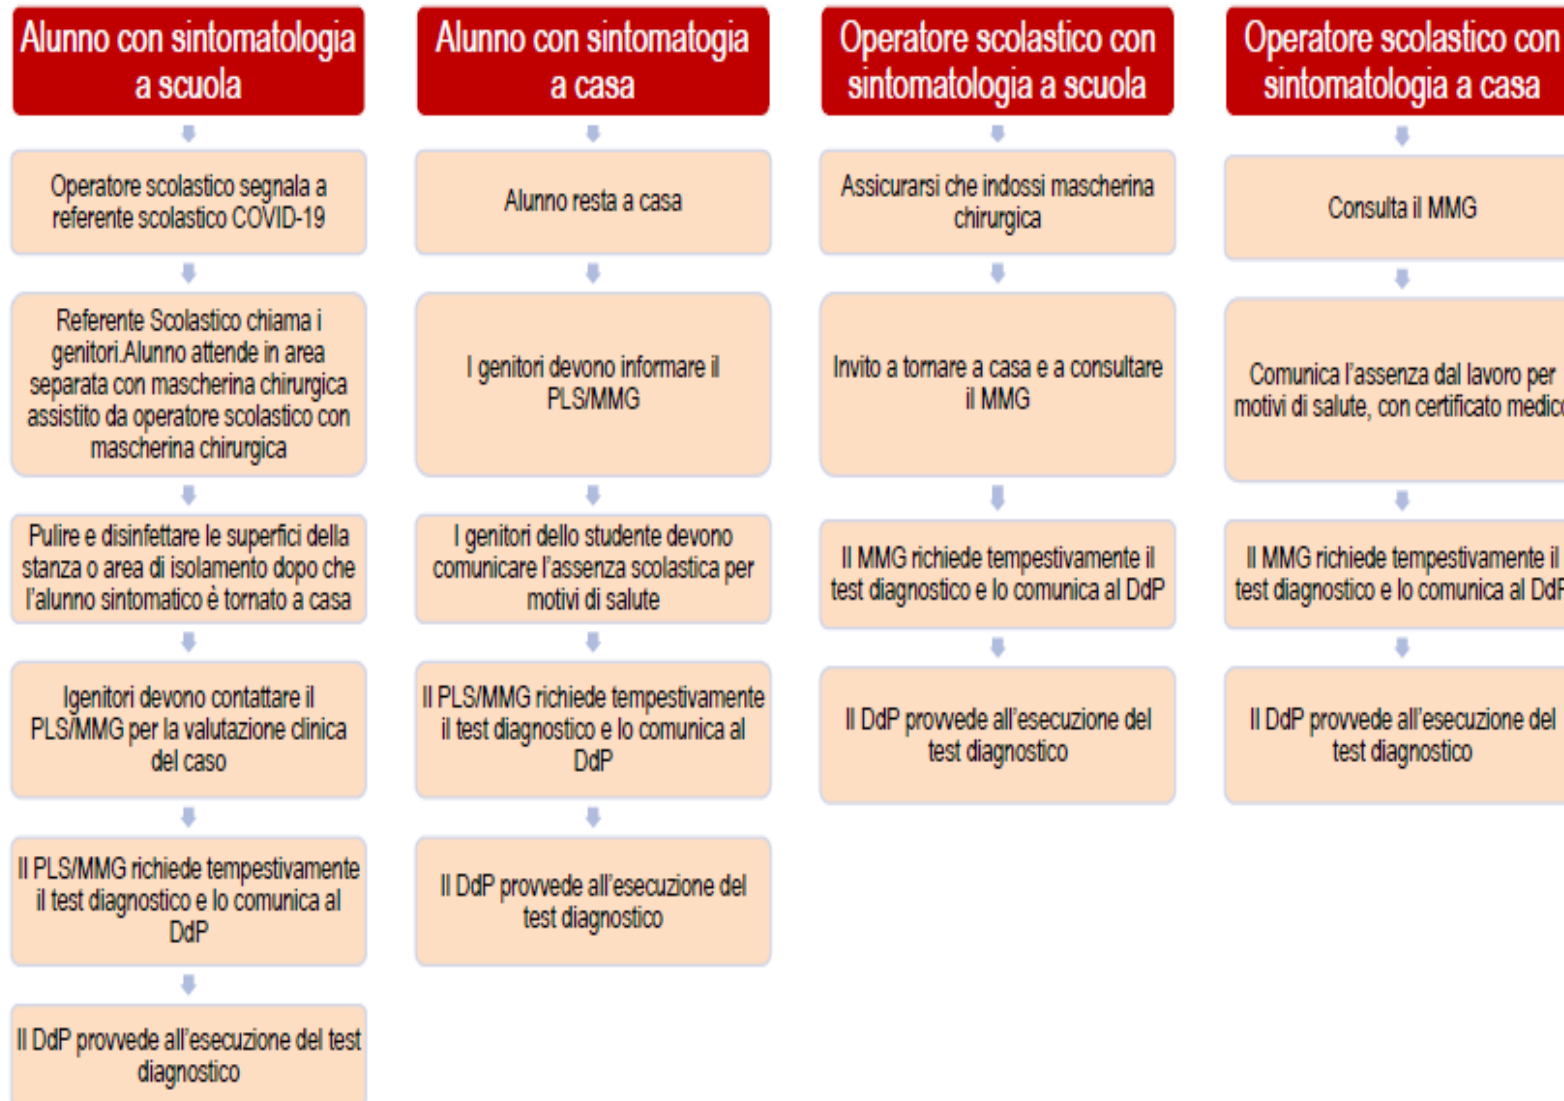 Alunno con sintomatologia
a scuola
Operatore scolastico segnala a
referente scolastico COVID-19
Referente Scolastico chiama i
genitori.Alunno attende in area
separata con mascherina chirurgica
assistito da operatore scolastico con
mascherina chirurgica
Pulire e disinfettare le superfici della
stanza o area di isolamento dopo che
l'alunno sintomatico è tornato a casa
Igenitori devono contattare il
PLS/MMG per la valutazione clinica
del caso
Il PLS/MMG richiede tempestivamente
il test diagnostico e lo comunica al
DdP
Il DdP provvede all'esecuzione del test
diagnostico
Alunno con sintomatogia
a casa
Alunno resta a casa
I genitori devono informare il
PLS/MMG
I genitori dello studente devono
comunicare l'assenza scolastica per
motivi di salute
Il PLS/MMG richiede tempestivamente
il test diagnostico e lo comunica al
DdP
Il DdP provvede all'esecuzione del
test diagnostico
Operatore scolastico con
sintomatologia a scuola
Assicurarsi che indossi mascherina
chirurgica
Invito a tornare a casa e a consultare
il MMG
Il MMG richiede tempestivamente il
test diagnostico e lo comunica al DdP
Il DdP provvede all'esecuzione del
test diagnostico
Operatore scolastico con
sintomatologia a casa
Consulta il MMG
Comunica l'assenza dal lavoro per
motivi di salute, con certificato medico
Il MMG richiede tempestivamente il
test diagnostico e lo comunica al DdP
Il DdP provvede all'esecuzione del
test diagnostico